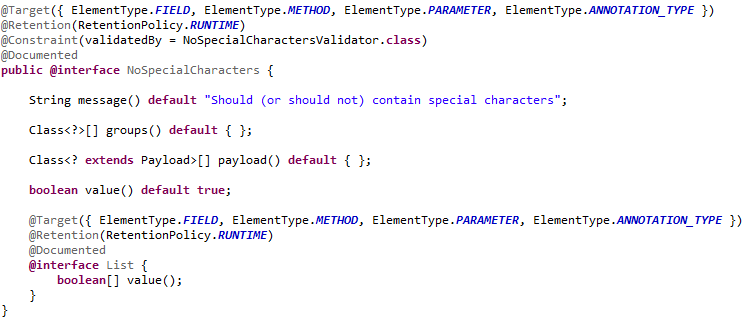 @Target({ ElementType.FIELD, ElementType.METHOD, ElementType.PARAMETER, ElementType.ANNOTATION_TYPE })
@Retention(RetentionPolicy.RUNTIME)
@Constraint(validatedBy = NoSpecialCharactersValidator.class)
@Documented
public @interface NoSpecialCharacters {
    String message() default "Should (or should not) contain special characters";
    Class<?>[] groups() default { };
    Class<? extends Payload>[] payload() default { };
    boolean value() default true;
    @Target({ ElementType.FIELD, ElementType.METHOD, ElementType.PARAMETER, ElementType.ANNOTATION_TYPE })
    @Retention(RetentionPolicy.RUNTIME)
    @Documented
    @interface List {
        boolean[] value();
    }
}